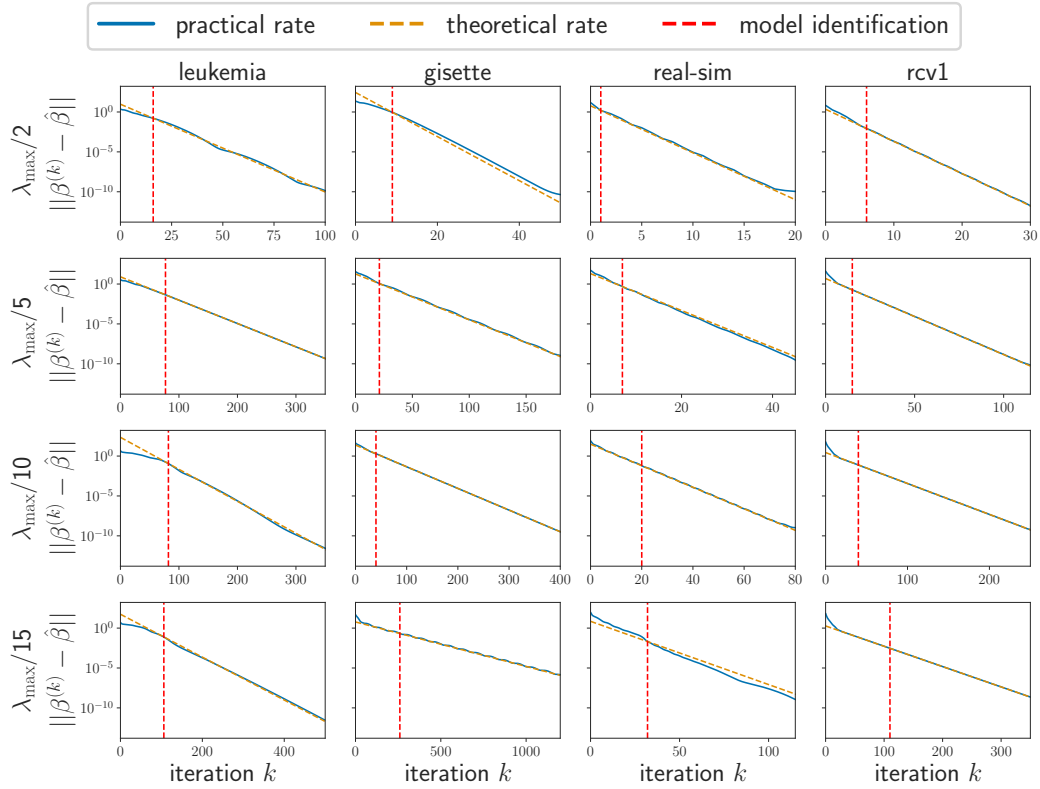 practical rate theoretical rate model identification
leukemia gisette real-sim rcv1
λmax/2
||β^(k) − β̂||
10^0
10^−5
10^−10
0 25 50 75 100
0 20 40
0 5 10 15 20
0 10 20 30
λmax/5
||β^(k) − β̂||
10^0
10^−5
10^−10
0 100 200 300
0 50 100 150
0 20 40
0 50 100
λmax/10
||β^(k) − β̂||
10^0
10^−5
10^−10
0 100 200 300
0 100 200 300 400
0 20 40 60 80
0 100 200
λmax/15
||β^(k) − β̂||
10^0
10^−5
10^−10
0 200 400
0 500 1000
0 50 100
0 100 200 300
iteration k iteration k iteration k iteration k